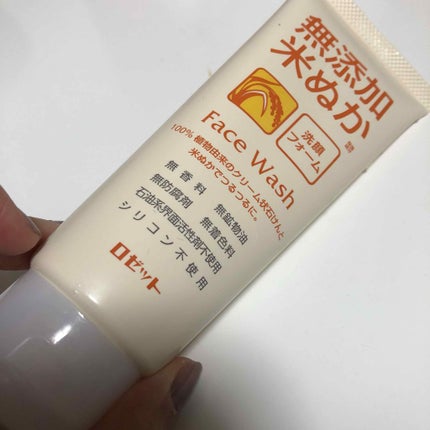 無添加
米ぬか
洗顔
フォーム
Face Wash
100%植物由来のクリーム状石けんと
米ぬかでつるつるに。
無香料 無鉱物油
無防腐剤 無着色料
石油系界面活性剤不使用
シリコン不使用
ロゼット